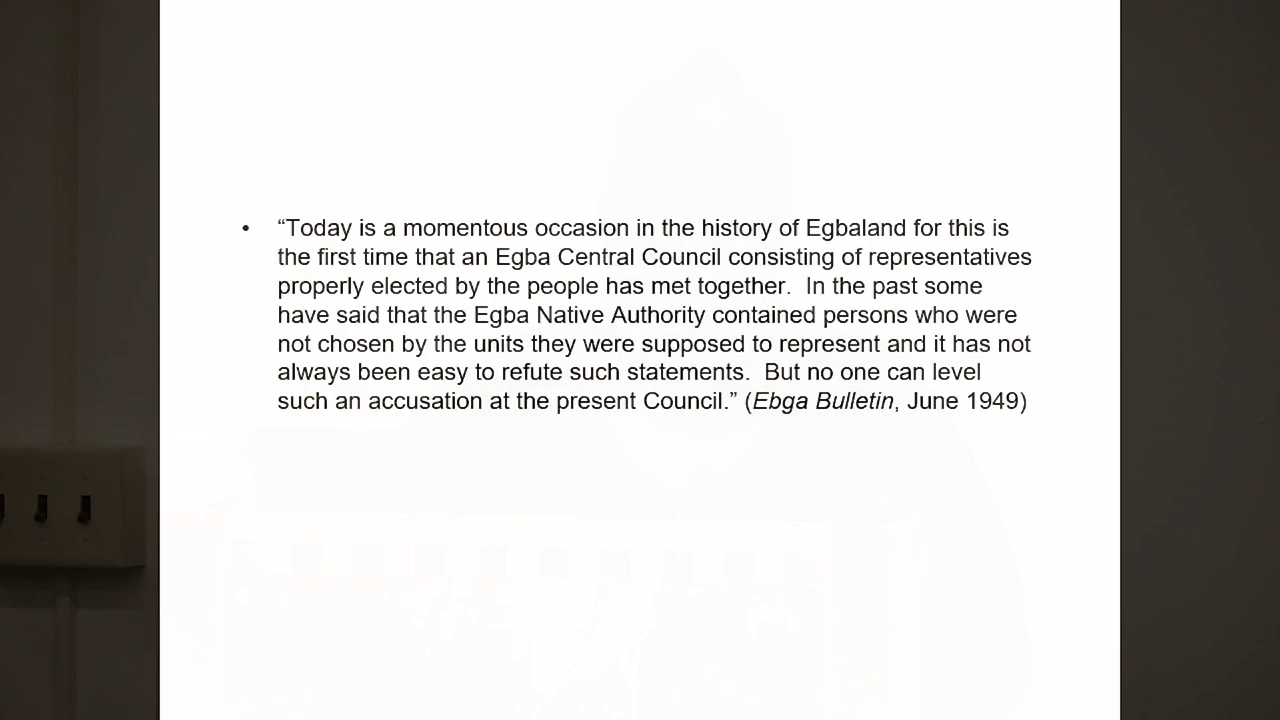 • “Today is a momentous occasion in the history of Egbaland for this is
the first time that an Egba Central Council consisting of representatives
properly elected by the people has met together.  In the past some
have said that the Egba Native Authority contained persons who were
not chosen by the units they were supposed to represent and it has not
always been easy to refute such statements.  But no one can level
such an accusation at the present Council.” (Ebga Bulletin, June 1949)